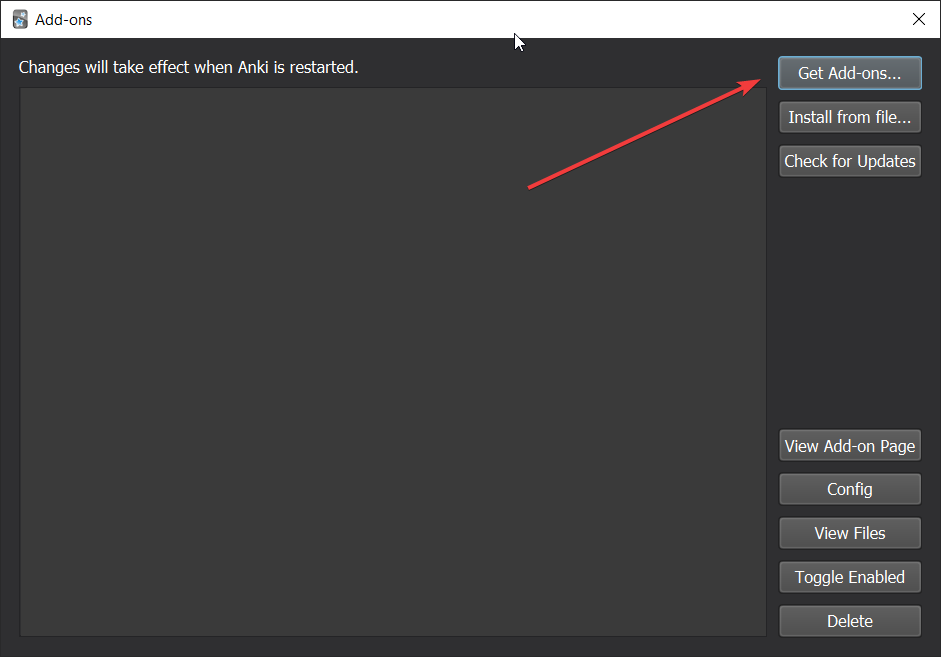 Add-ons
Changes will take effect when Anki is restarted.
Get Add-ons...
Install from file...
Check for Updates
View Add-on Page
Config
View Files
Toggle Enabled
Delete